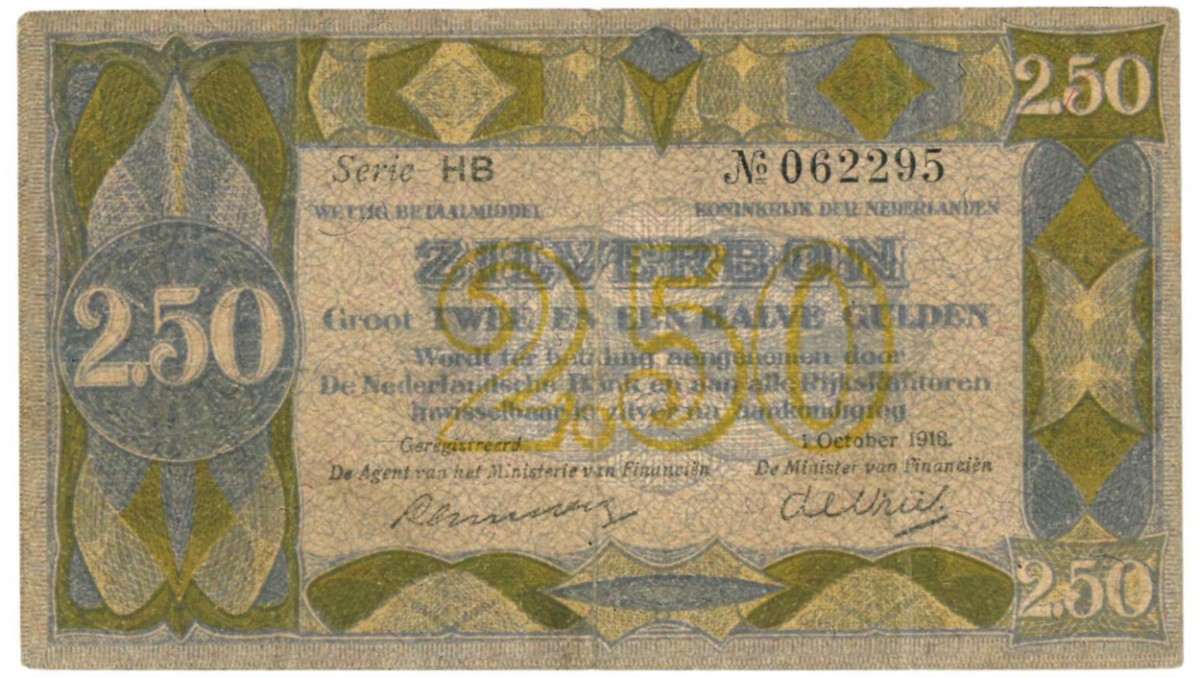 2.50
Serie HB
№ 062295
WETTIG BETAALMIDDEL
KONINKRIJK DER NEDERLANDEN
ZILVERBON
2.50
Groot TWEE EN EEN HALVE GULDEN
2.50
Wordt ter betaling aangenomen door
De Nederlandsche Bank en aan alle Rijkskantoren
inwisselbaar in zilver na aankondiging
Geregistreerd
1 October 1918.
De Agent van het Ministerie van Financiën
De Minister van Financiën
de Vries
2.50